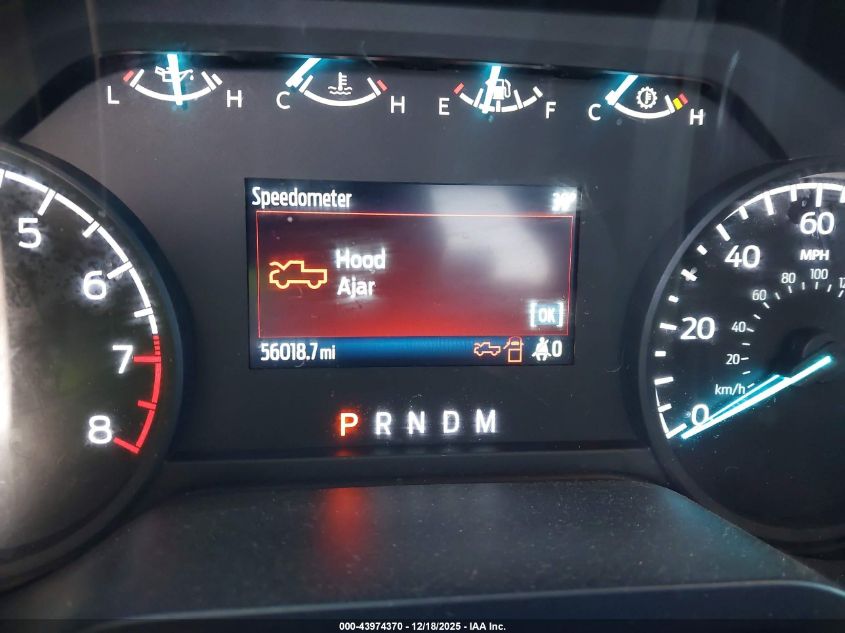 L H
C H
E F
C H
Speedometer
Hood
Ajar
OK
56018.7 mi
0
P R N D M
5
6
7
8
60
MPH
40
20
0
100
80
60
40
20
km/h
000-43974370 - 12/18/2025 - IAA Inc.